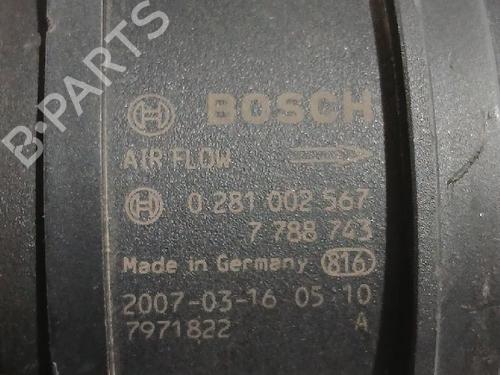 B-PARTS
BOSCH
AIR FLOW
0 281 002 567
7 788 743
Made in Germany 816
2007-03-16 05 10
7971822 A